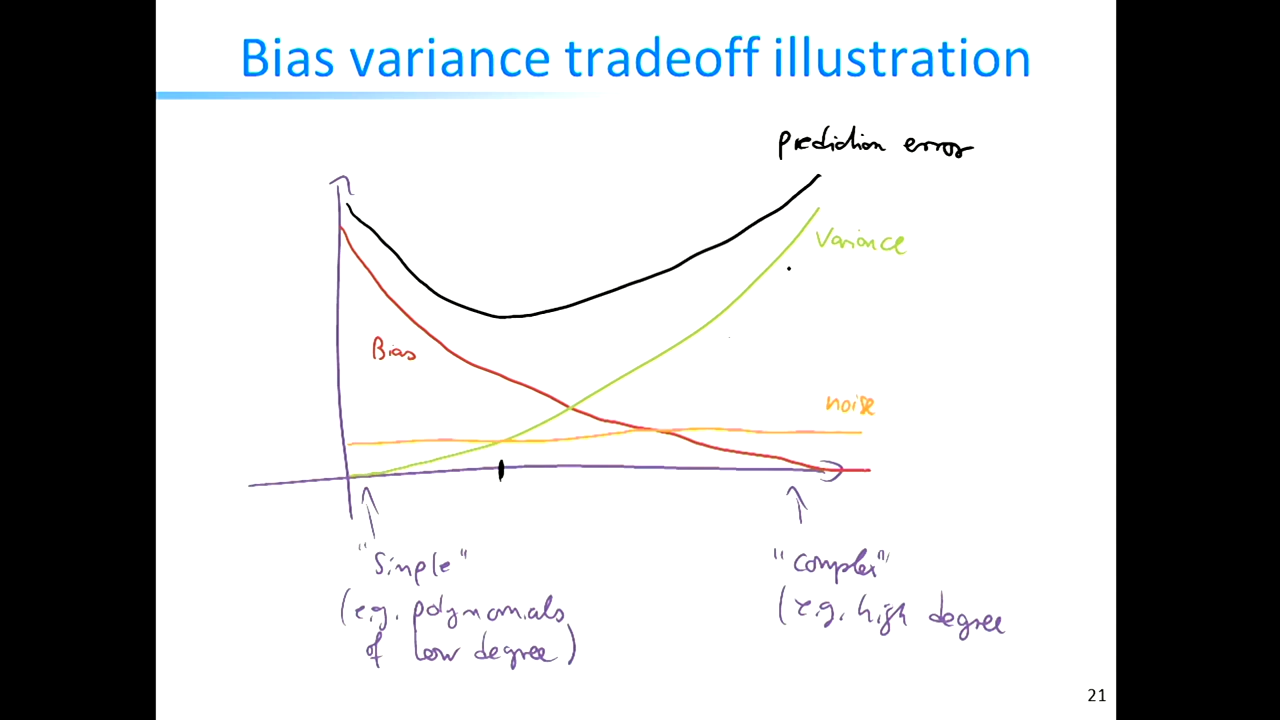 Bias variance tradeoff illustration
prediction error
Variance
Bias
noise
"Simple"
(e.g. polynomials
of low degree)
"Complex"
(e.g. high degree
21